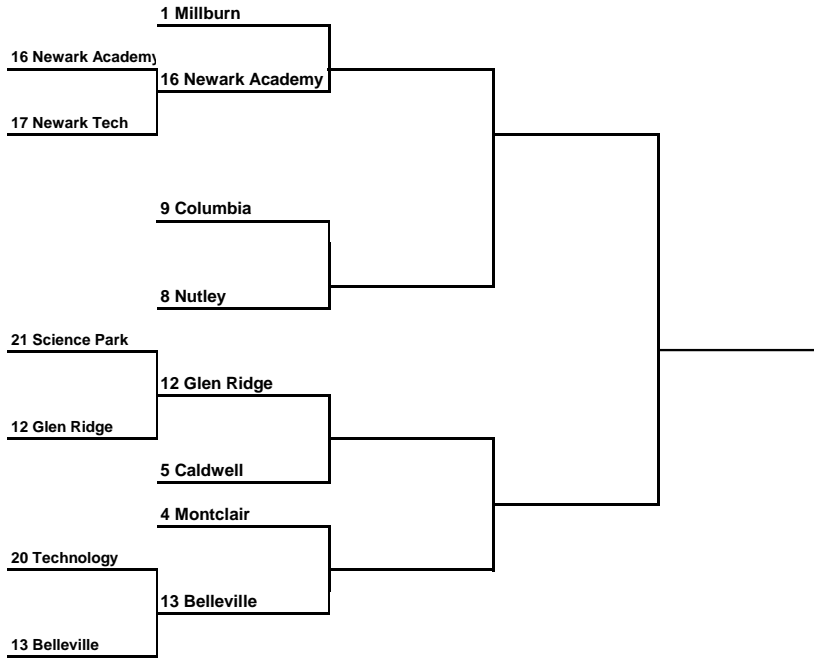 1 Millburn
16 Newark Academy
16 Newark Academy
17 Newark Tech
9 Columbia
8 Nutley
21 Science Park
12 Glen Ridge
12 Glen Ridge
5 Caldwell
4 Montclair
20 Technology
13 Belleville
13 Belleville